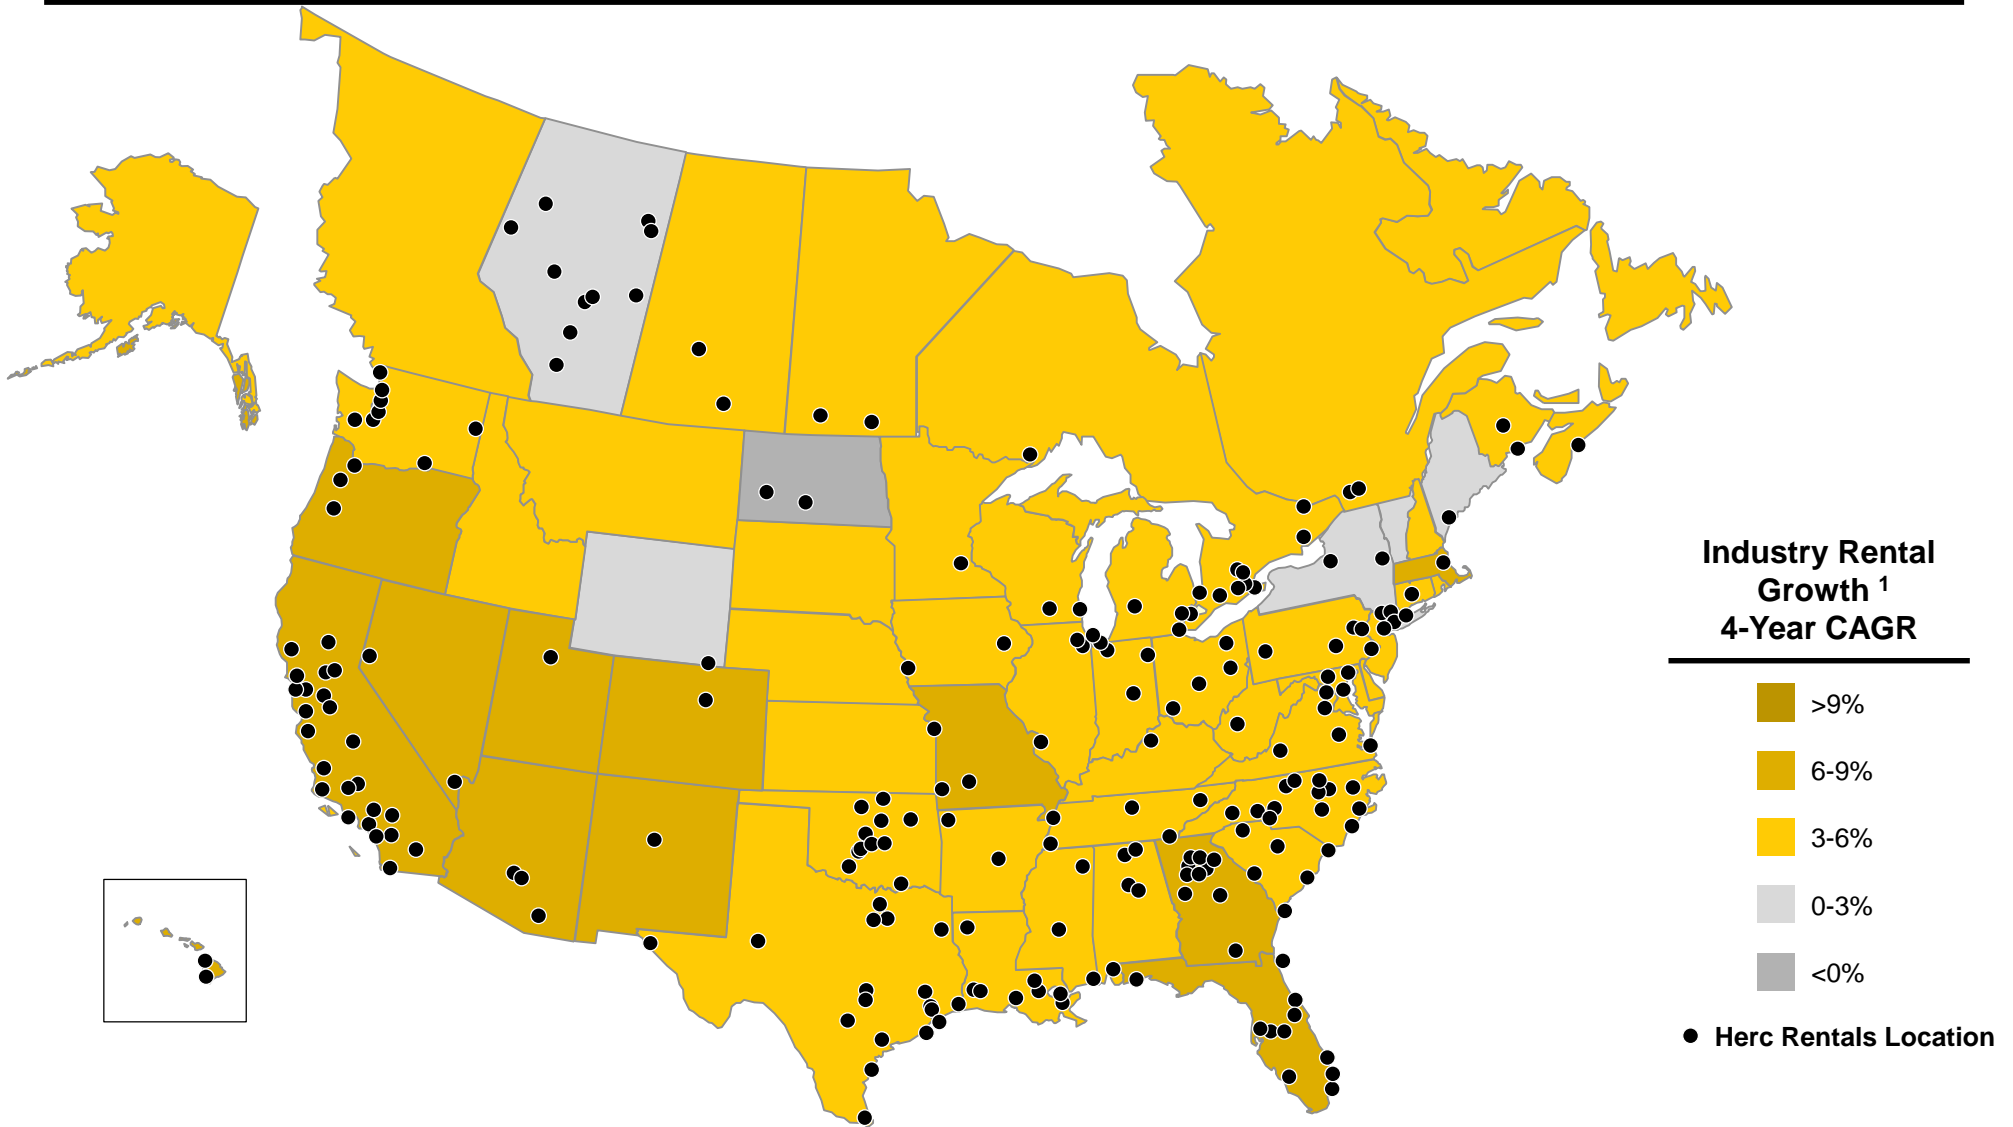 Industry Rental
Growth 1
4-Year CAGR
>9%
6-9%
3-6%
0-3%
<0%
Herc Rentals Location